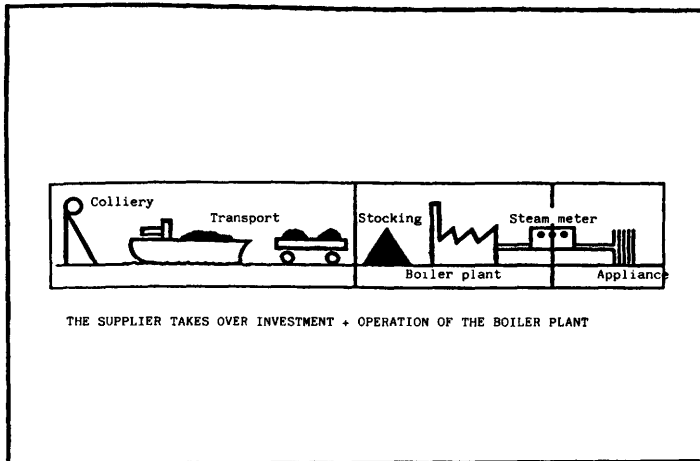 Colliery
Transport
Stocking
Steam meter
Boiler plant
Appliance
THE SUPPLIER TAKES OVER INVESTMENT + OPERATION OF THE BOILER PLANT